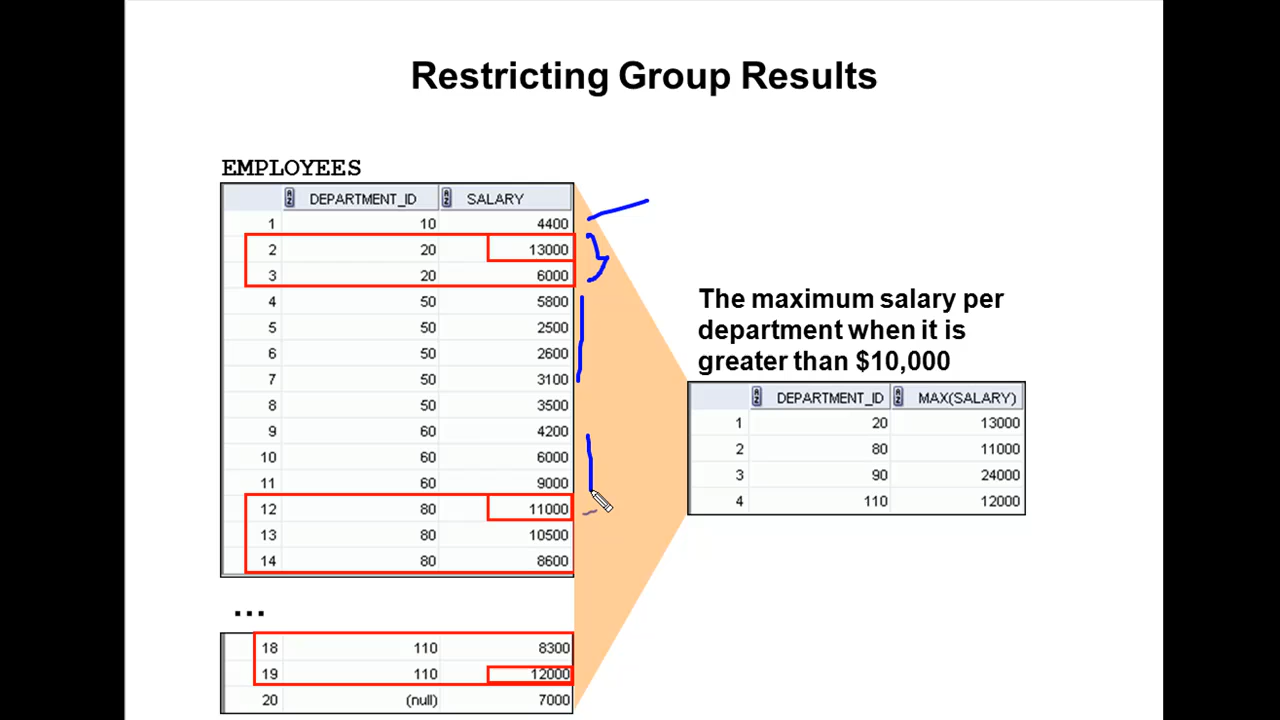 Restricting Group Results
EMPLOYEES
DEPARTMENT_ID SALARY
1 10 4400
2 20 13000
3 20 6000
4 50 5800
5 50 2500
6 50 2600
7 50 3100
8 50 3500
9 60 4200
10 60 6000
11 60 9000
12 80 11000
13 80 10500
14 80 8600
...
18 110 8300
19 110 12000
20 (null) 7000
The maximum salary per
department when it is
greater than $10,000
DEPARTMENT_ID MAX(SALARY)
1 20 13000
2 80 11000
3 90 24000
4 110 12000